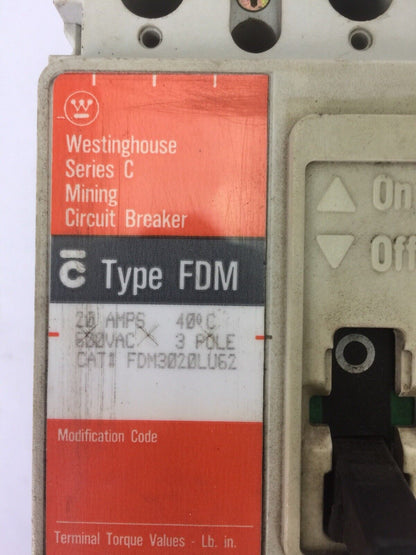 W
Westinghouse
Series C
Mining
Circuit Breaker
C Type FDM
20 AMPS 40°C
600VAC 3 POLE
CAT# FDM3020LU62
Modification Code
Terminal Torque Values - Lb. in.
On
Off